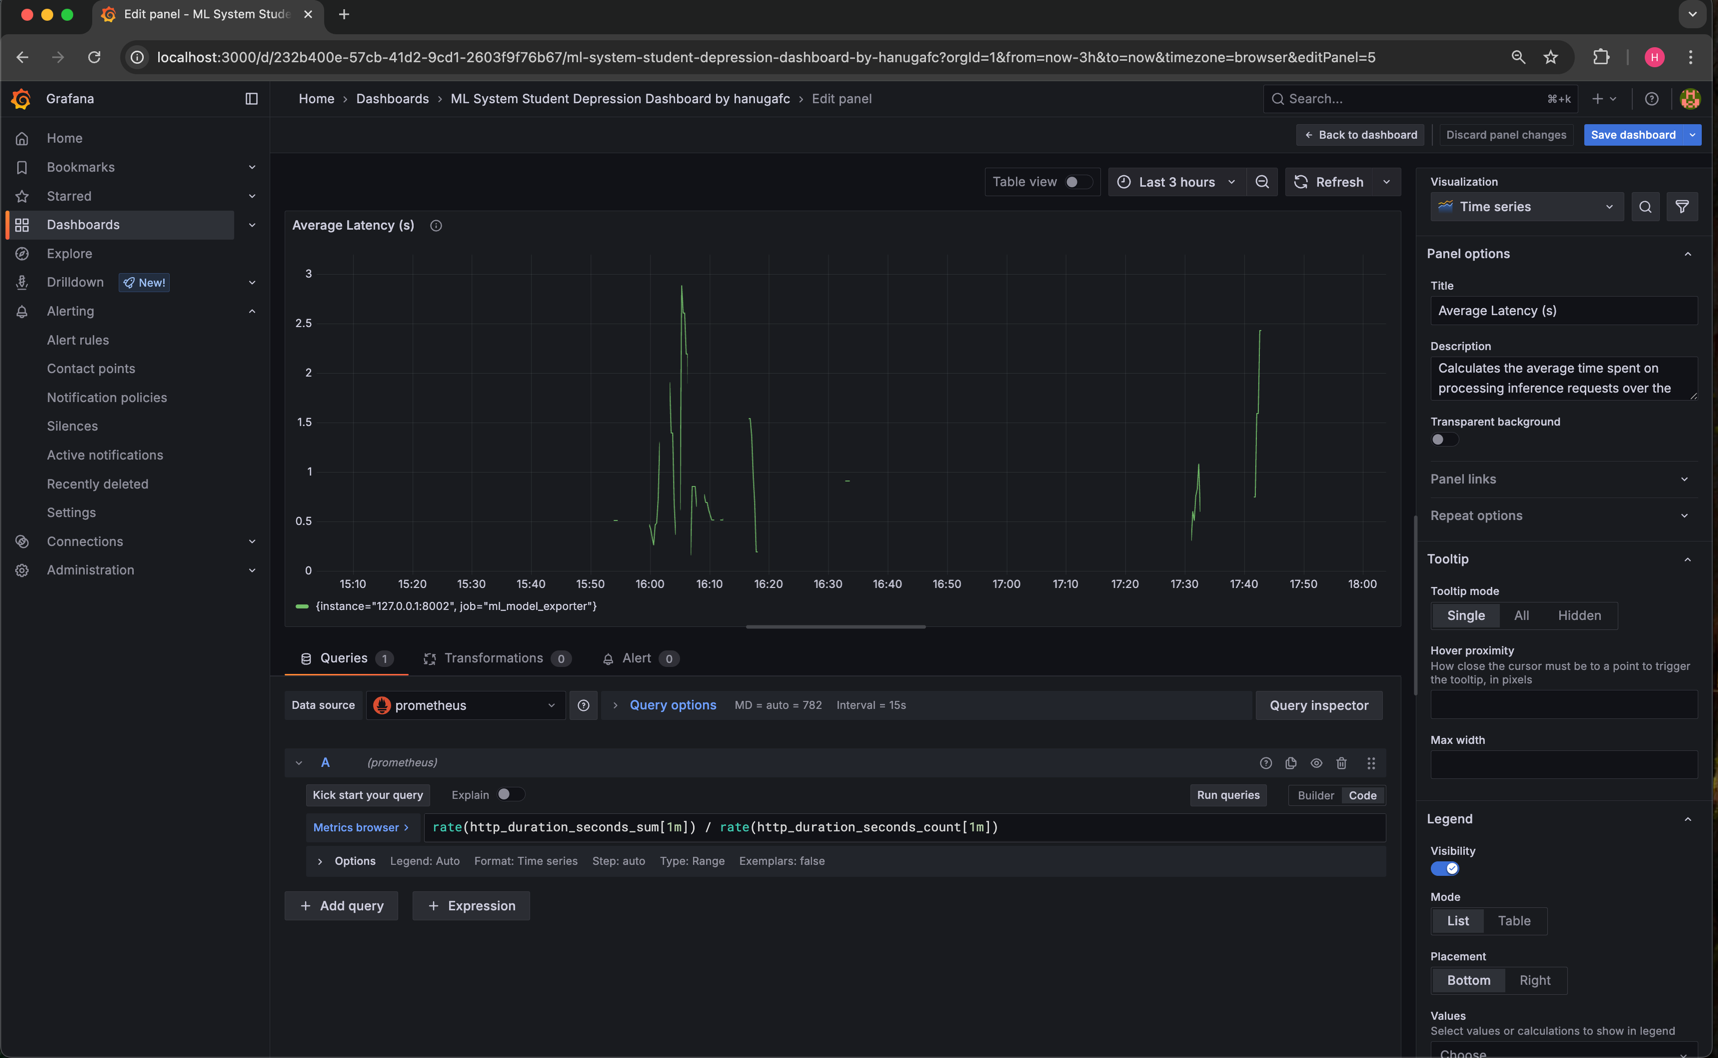 Edit panel - ML System Stude
localhost:3000/d/232b400e-57cb-41d2-9cd1-2603f9f76b67/ml-system-student-depression-dashboard-by-hanugafc?orgId=1&from=now-3h&to=now&timezone=browser&editPanel=5
H
Grafana
Home › Dashboards › ML System Student Depression Dashboard by hanugafc › Edit panel
Search...
⌘+k
Back to dashboard
Discard panel changes
Save dashboard
Home
Bookmarks
Starred
Dashboards
Explore
Drilldown
New!
Alerting
Alert rules
Contact points
Notification policies
Silences
Active notifications
Recently deleted
Settings
Connections
Administration
Table view
Last 3 hours
Refresh
Average Latency (s)
3
2.5
2
1.5
1
0.5
0
15:10 15:20 15:30 15:40 15:50 16:00 16:10 16:20 16:30 16:40 16:50 17:00 17:10 17:20 17:30 17:40 17:50 18:00
{instance="127.0.0.1:8002", job="ml_model_exporter"}
Queries 1
Transformations 0
Alert 0
Data source
prometheus
Query options
MD = auto = 782
Interval = 15s
Query inspector
A
(prometheus)
Kick start your query
Explain
Run queries
Builder
Code
Metrics browser >
rate(http_duration_seconds_sum[1m]) / rate(http_duration_seconds_count[1m])
Options
Legend: Auto
Format: Time series
Step: auto
Type: Range
Exemplars: false
+ Add query
+ Expression
Visualization
Time series
Panel options
Title
Average Latency (s)
Description
Calculates the average time spent on
processing inference requests over the
Transparent background
Panel links
Repeat options
Tooltip
Tooltip mode
Single
All
Hidden
Hover proximity
How close the cursor must be to a point to trigger
the tooltip, in pixels
Max width
Legend
Visibility
Mode
List
Table
Placement
Bottom
Right
Values
Select values or calculations to show in legend
Choose